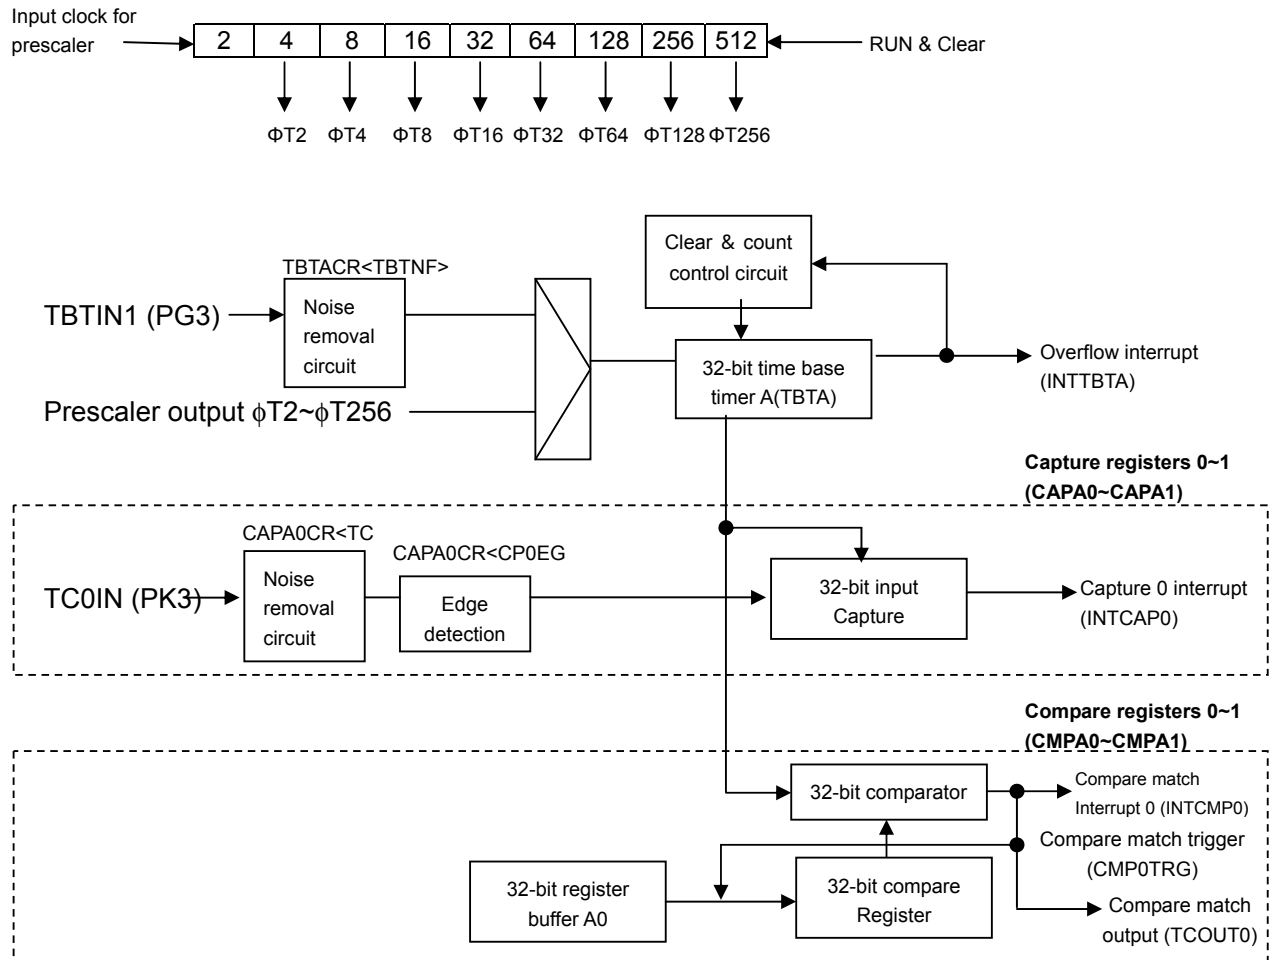 Input clock for
prescaler
2 4 8 16 32 64 128 256 512
RUN & Clear
ΦT2 ΦT4 ΦT8 ΦT16 ΦT32 ΦT64 ΦT128 ΦT256
Clear & count
control circuit
TBTACR<TBTNF>
TBTIN1 (PG3)
Noise
removal
circuit
32-bit time base
timer A(TBTA)
Overflow interrupt
(INTTBTA)
Prescaler output ϕT2~ϕT256
Capture registers 0~1
(CAPA0~CAPA1)
CAPA0CR<TC
CAPA0CR<CP0EG
TC0IN (PK3)
Noise
removal
circuit
Edge
detection
32-bit input
Capture
Capture 0 interrupt
(INTCAP0)
Compare registers 0~1
(CMPA0~CMPA1)
32-bit comparator
Compare match
Interrupt 0 (INTCMP0)
Compare match trigger
(CMP0TRG)
32-bit register
buffer A0
32-bit compare
Register
Compare match
output (TCOUT0)